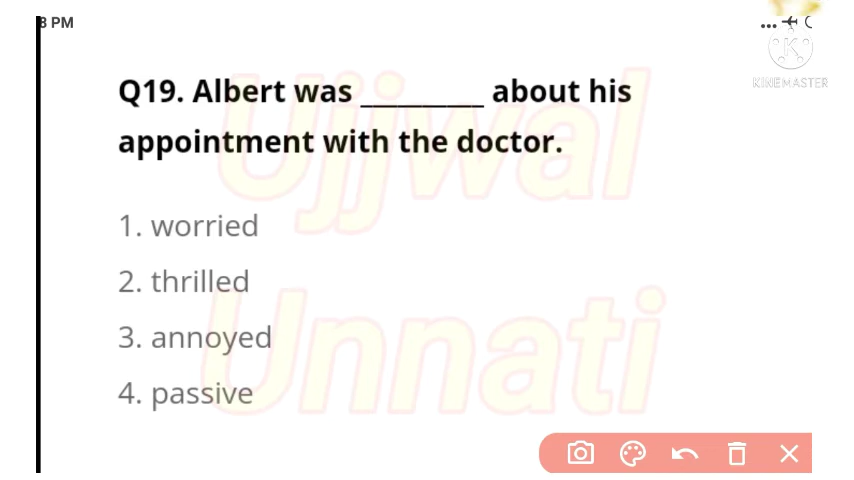 8 PM
KINEMASTER
Q19. Albert was ________ about his
appointment with the doctor.
Ujjwal
Unnati
1. worried
2. thrilled
3. annoyed
4. passive